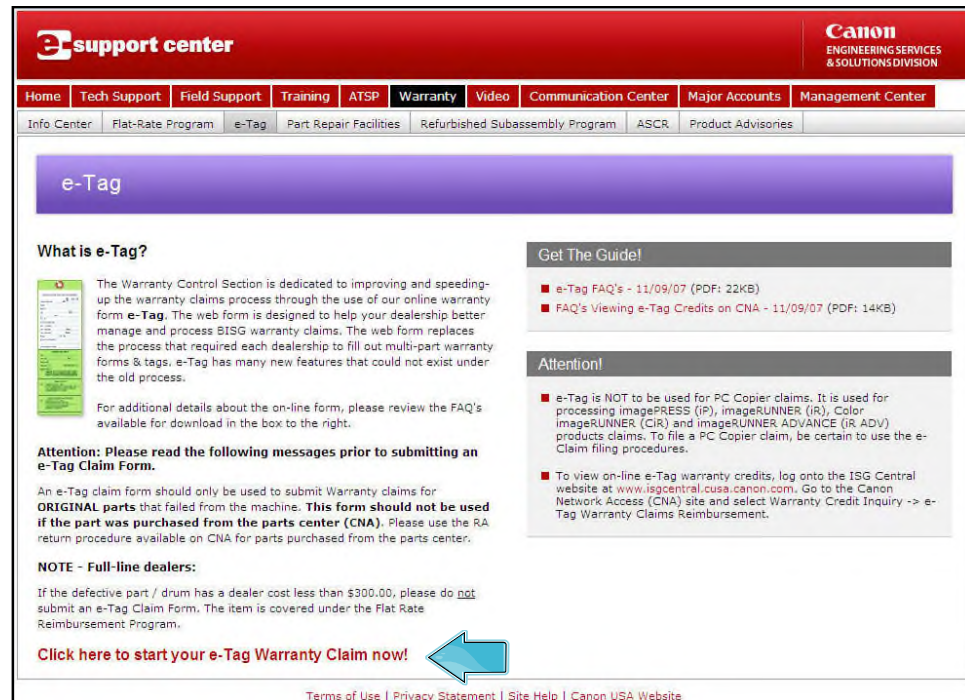 e-support center
Canon
ENGINEERING SERVICES
& SOLUTIONS DIVISION
Home Tech Support Field Support Training ATSP Warranty Video Communication Center Major Accounts Management Center
Info Center Flat-Rate Program e-Tag Part Repair Facilities Refurbished Subassembly Program ASCR Product Advisories
e-Tag
What is e-Tag?
The Warranty Control Section is dedicated to improving and speeding-
up the warranty claims process through the use of our online warranty
form e-Tag. The web form is designed to help your dealership better
manage and process BISG warranty claims. The web form replaces
the process that required each dealership to fill out multi-part warranty
forms & tags. e-Tag has many new features that could not exist under
the old process.
For additional details about the on-line form, please review the FAQ's
available for download in the box to the right.
Attention: Please read the following messages prior to submitting an
e-Tag Claim Form.
An e-Tag claim form should only be used to submit Warranty claims for
ORIGINAL parts that failed from the machine. This form should not be used
if the part was purchased from the parts center (CNA). Please use the RA
return procedure available on CNA for parts purchased from the parts center.
NOTE - Full-line dealers:
If the defective part / drum has a dealer cost less than $300.00, please do not
submit an e-Tag Claim Form. The item is covered under the Flat Rate
Reimbursement Program.
Click here to start your e-Tag Warranty Claim now!
Get The Guide!
e-Tag FAQ's - 11/09/07 (PDF: 22KB)
FAQ's Viewing e-Tag Credits on CNA - 11/09/07 (PDF: 14KB)
Attention!
e-Tag is NOT to be used for PC Copier claims. It is used for
processing imagePRESS (iP), imageRUNNER (iR), Color
imageRUNNER (CiR) and imageRUNNER ADVANCE (iR ADV)
products claims. To file a PC Copier claim, be certain to use the e-
Claim filing procedures.
To view on-line e-Tag warranty credits, log
onto the ISG Central
website at www.isgcentral.cusa.canon.com. Go to the Canon
Network Access (CNA) site and select Warranty Credit Inquiry -> e-
Tag Warranty Claims Reimbursement.
Terms of Use | Privacy Statement | Site Help | Canon USA Website